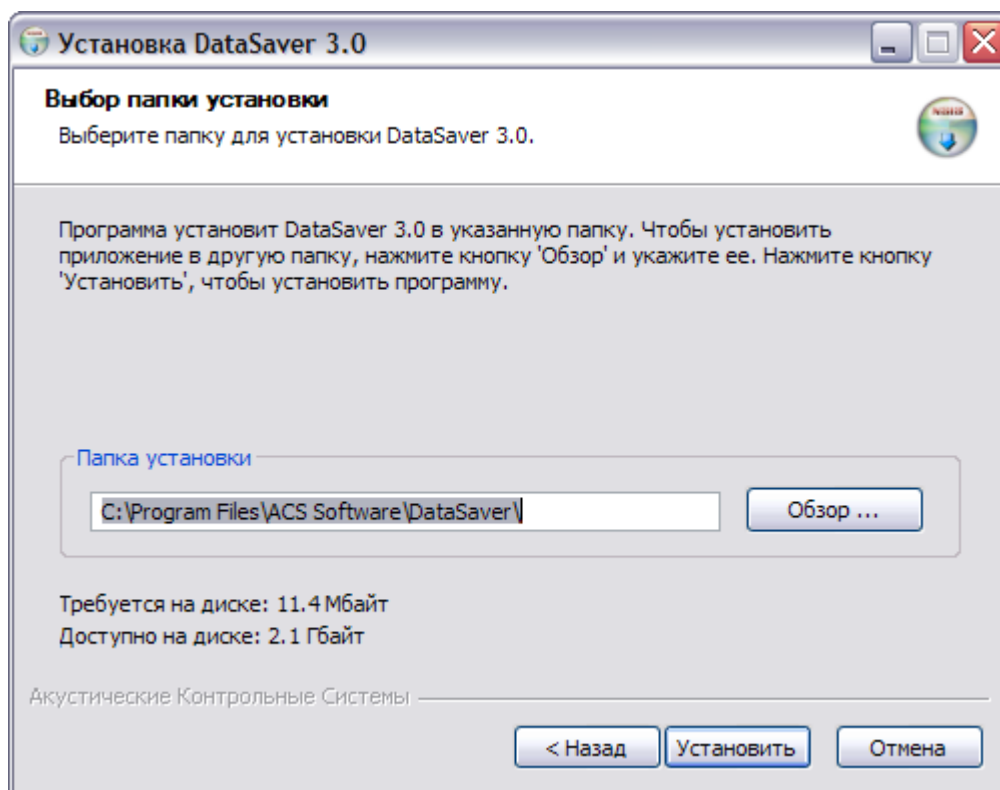 Установка DataSaver 3.0
Выбор папки установки
Выберите папку для установки DataSaver 3.0.
Программа установит DataSaver 3.0 в указанную папку. Чтобы установить
приложение в другую папку, нажмите кнопку 'Обзор' и укажите ее. Нажмите кнопку
'Установить', чтобы установить программу.
Папка установки
C:\Program Files\ACS Software\DataSaver\
Обзор ...
Требуется на диске: 11.4 Мбайт
Доступно на диске: 2.1 Гбайт
Акустические Контрольные Системы
< Назад
Установить
Отмена